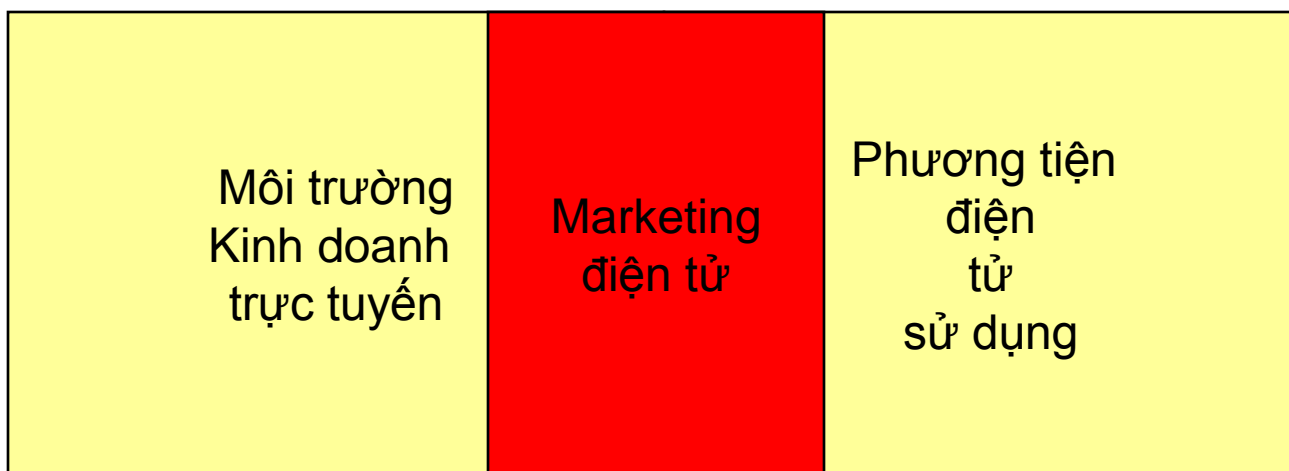 Môi trường
Kinh doanh
trực tuyến
Marketing
điện tử
Phương tiện
điện
tử
sử dụng